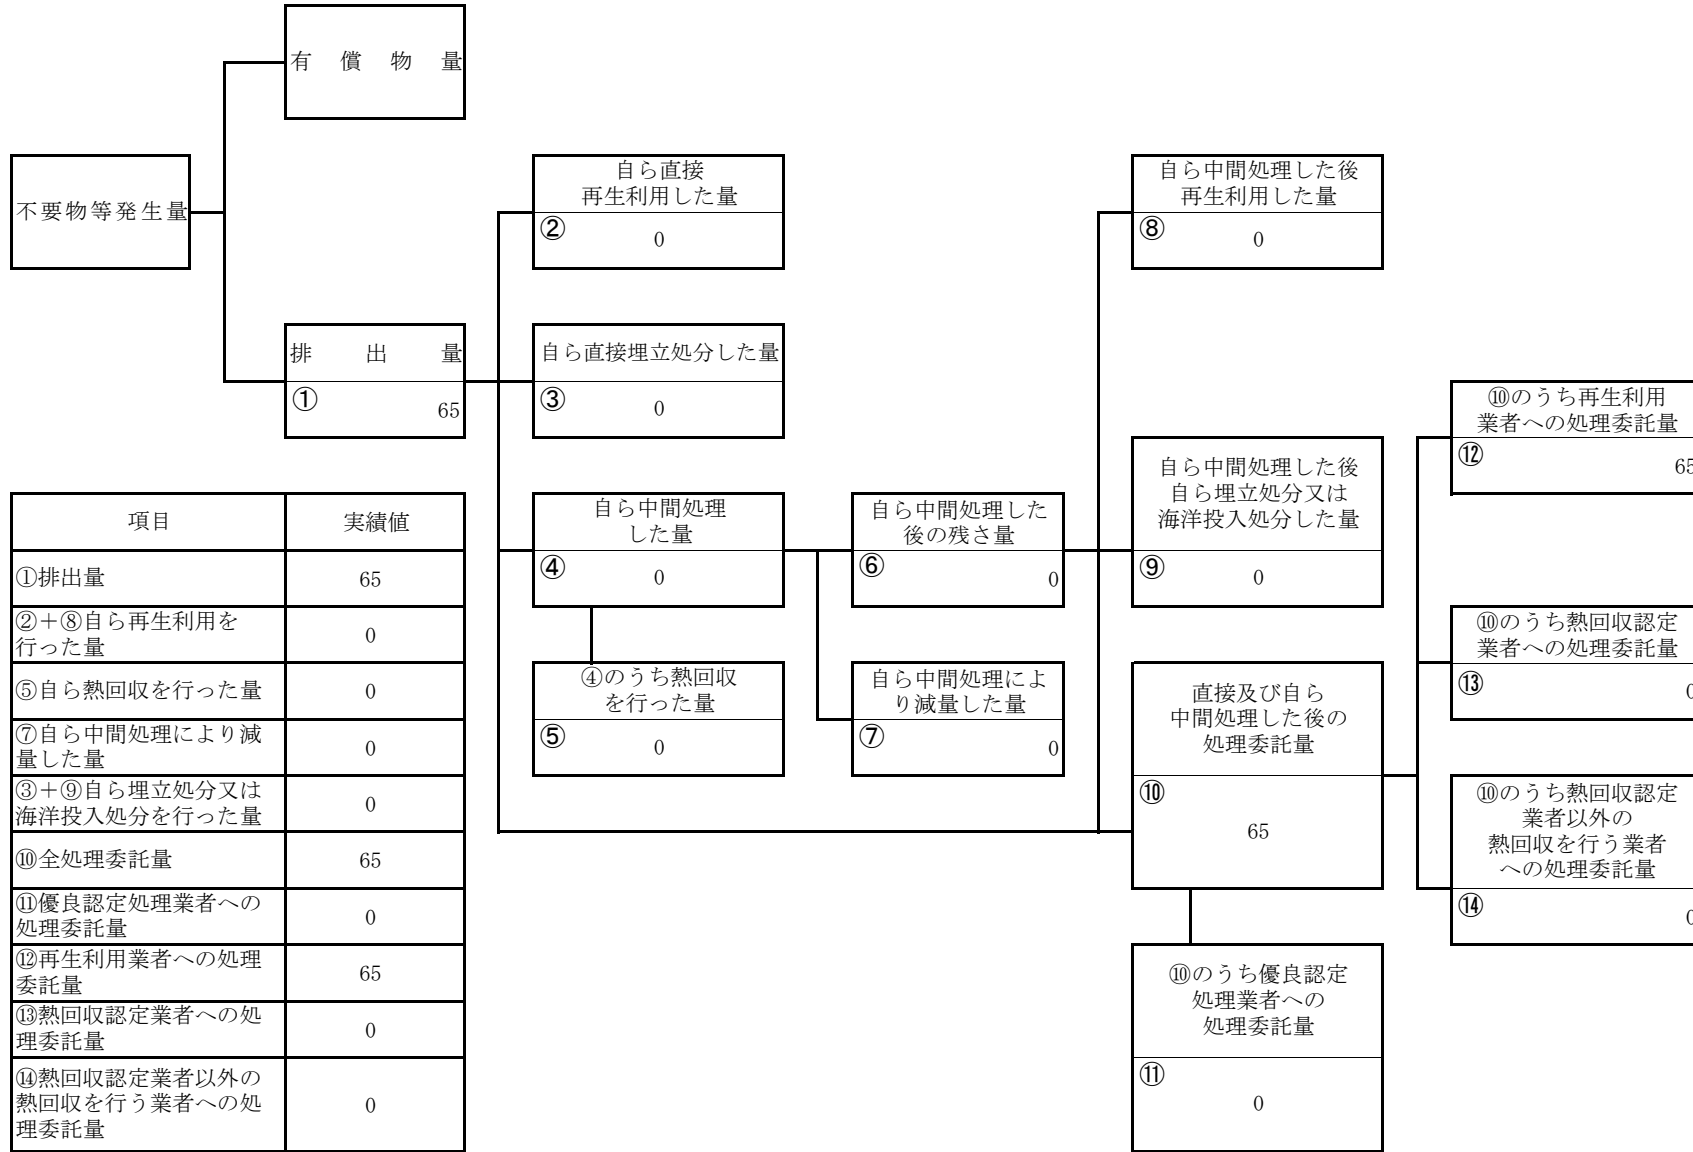 有償物量
不要物等発生量
自ら直接
再生利用した量
②
0
自ら中間処理した後
再生利用した量
⑧
0
排出量
①
65
自ら直接埋立処分した量
③
0
⑩のうち再生利用
業者への処理委託量
⑫
65
自ら中間処理した後
自ら埋立処分又は
海洋投入処分した量
⑨
0
自ら中間処理
した量
④
0
自ら中間処理した
後の残さ量
⑥
0
⑩のうち熱回収認定
業者への処理委託量
⑬
0
④のうち熱回収
を行った量
⑤
0
自ら中間処理によ
り減量した量
⑦
0
直接及び自ら
中間処理した後の
処理委託量
⑩
65
⑩のうち熱回収認定
業者以外の
熱回収を行う業者
への処理委託量
⑭
0
⑩のうち優良認定
処理業者への
処理委託量
⑪
0
項目 実績値
①排出量 65
②+⑧自ら再生利用を
行った量 0
⑤自ら熱回収を行った量 0
⑦自ら中間処理により減
量した量 0
③+⑨自ら埋立処分又は
海洋投入処分を行った量 0
⑩全処理委託量 65
⑪優良認定処理業者への
処理委託量 0
⑫再生利用業者への処理
委託量 65
⑬熱回収認定業者への処
理委託量 0
⑭熱回収認定業者以外の
熱回収を行う業者への処
理委託量 0